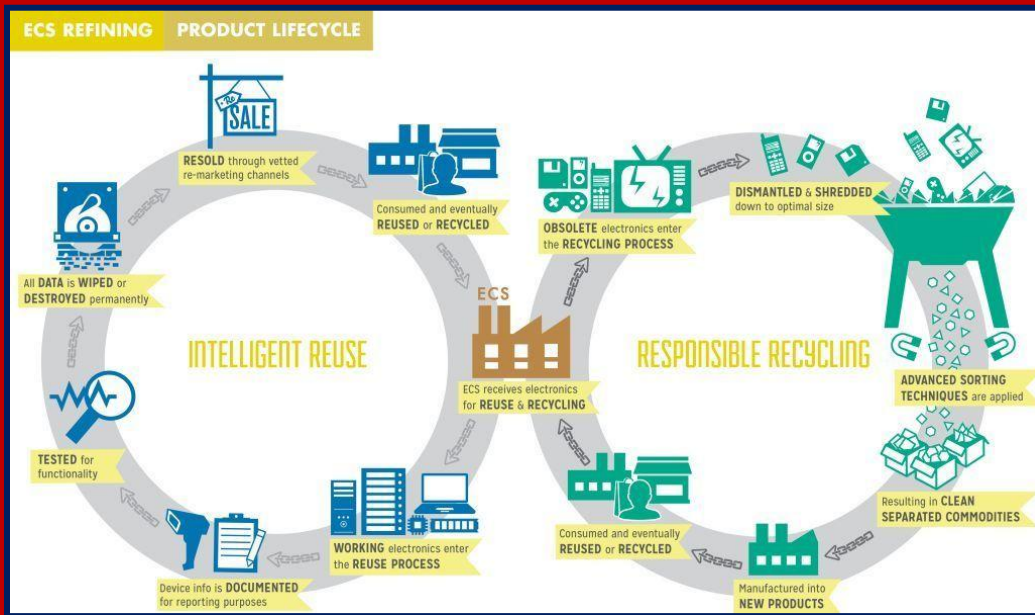 ECS REFINING PRODUCT LIFECYCLE
Re
SALE
RESOLD through vetted
re-marketing channels
Consumed and eventually
REUSED or RECYCLED
All DATA is WIPED or
DESTROYED permanently
INTELLIGENT REUSE
TESTED for
functionality
Device info is DOCUMENTED
for reporting purposes
WORKING electronics enter
the REUSE PROCESS
ECS
ECS receives electronics
for REUSE & RECYCLING
OBSOLETE electronics enter
the RECYCLING PROCESS
DISMANTLED & SHREDDED
down to optimal size
RESPONSIBLE RECYCLING
ADVANCED SORTING
TECHNIQUES are applied
Resulting in CLEAN
SEPARATED COMMODITIES
Manufactured into
NEW PRODUCTS
Consumed and eventually
REUSED or RECYCLED